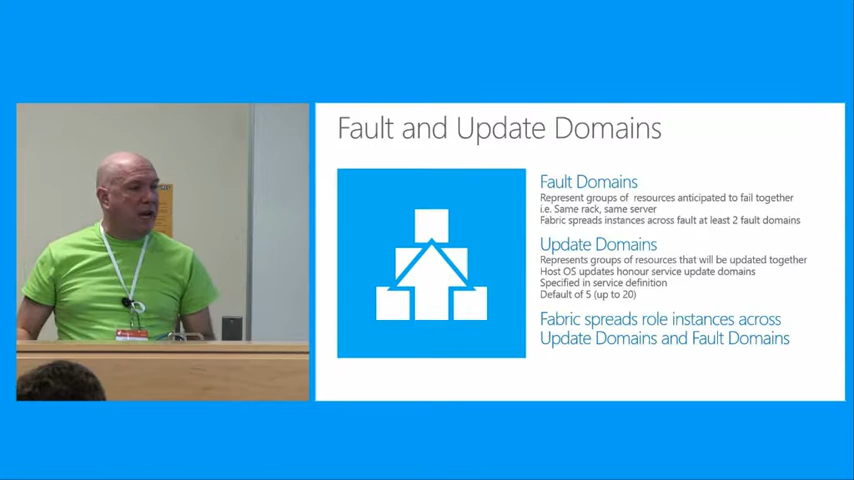 Fault and Update Domains
Fault Domains
Represent groups of resources anticipated to fail together
i.e. Same rack, same server
Fabric spreads instances across fault at least 2 fault domains
Update Domains
Represents groups of resources that will be updated together
Host OS updates honour service update domains
Specified in service definition
Default of 5 (up to 20)
Fabric spreads role instances across
Update Domains and Fault Domains